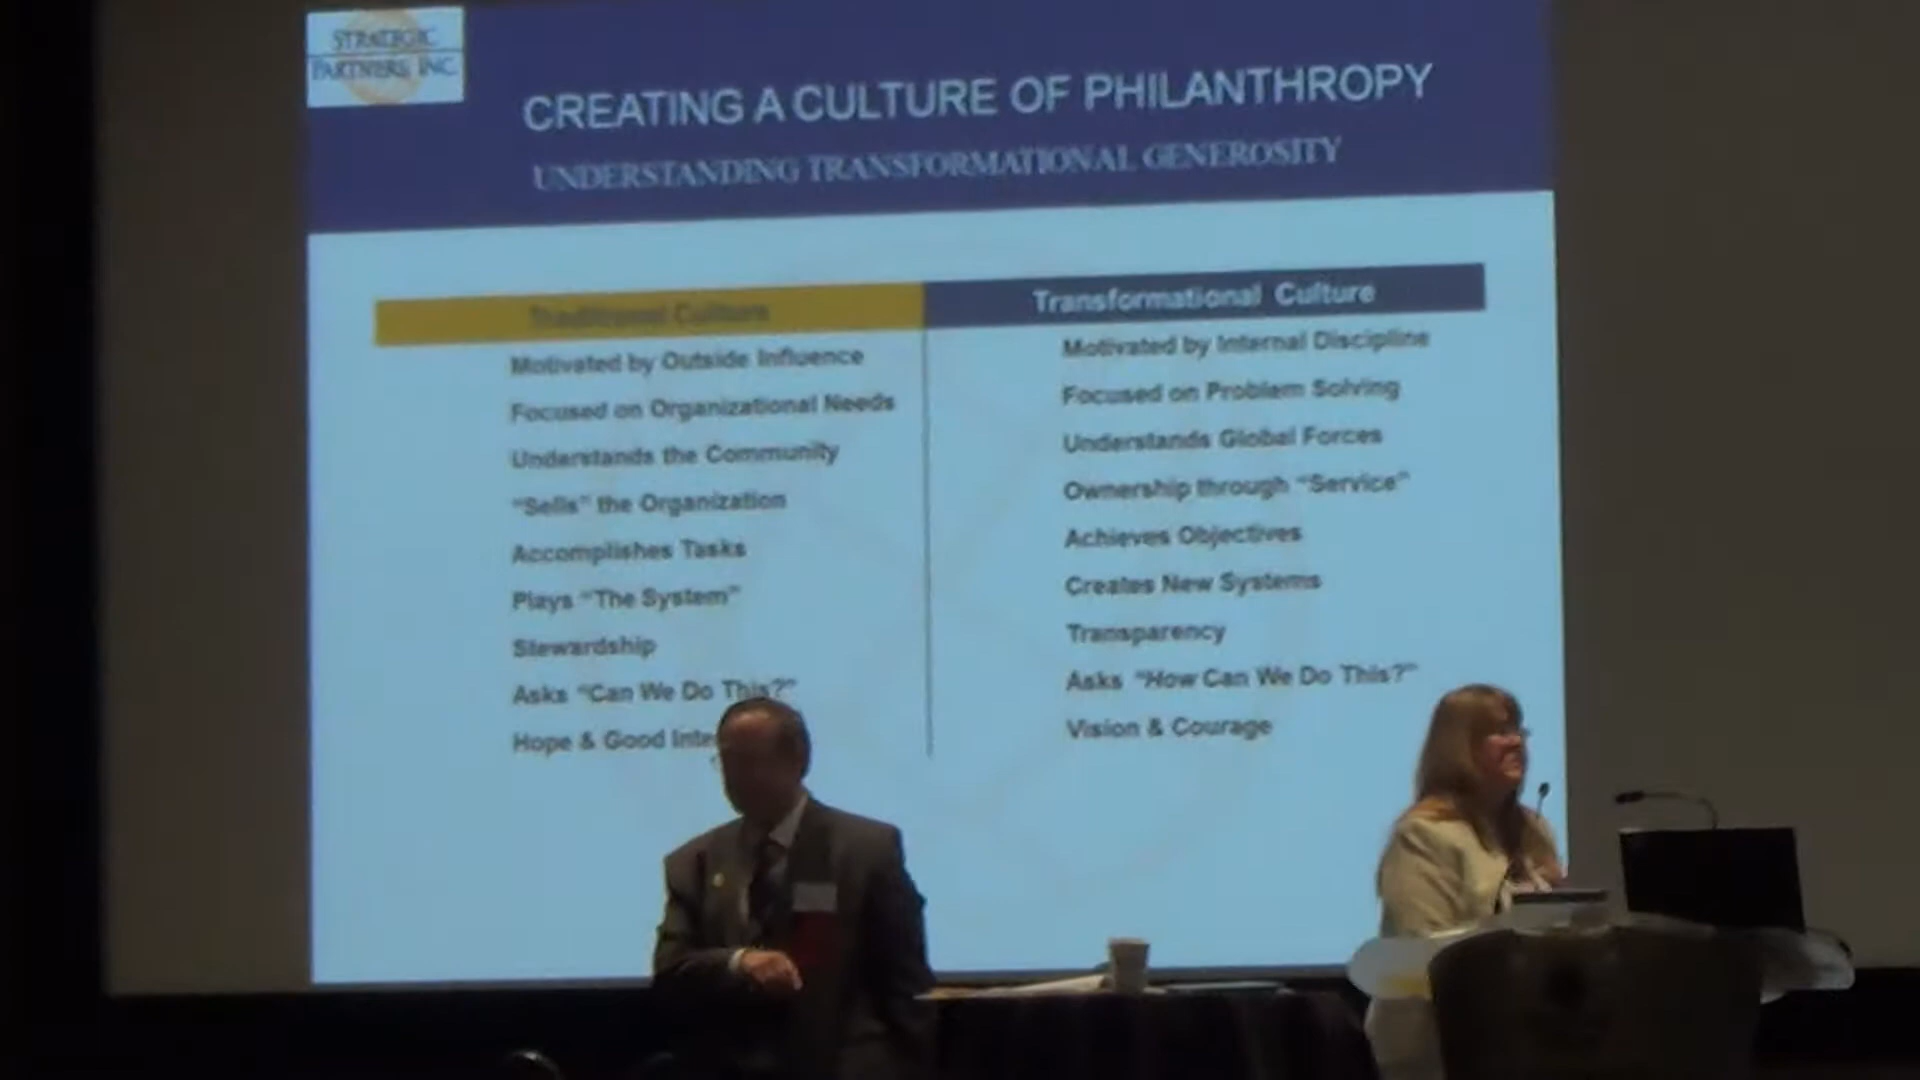 STRATEGIC
PARTNERS INC.
CREATING A CULTURE OF PHILANTHROPY
UNDERSTANDING TRANSFORMATIONAL GENEROSITY
Traditional Culture
Transformational Culture
Motivated by Outside Influence
Motivated by Internal Discipline
Focused on Organizational Needs
Focused on Problem Solving
Understands the Community
Understands Global Forces
"Sells" the Organization
Ownership through "Service"
Accomplishes Tasks
Achieves Objectives
Plays "The System"
Creates New Systems
Stewardship
Transparency
Asks "Can We Do This?"
Asks "How Can We Do This?"
Hope & Good
Vision & Courage